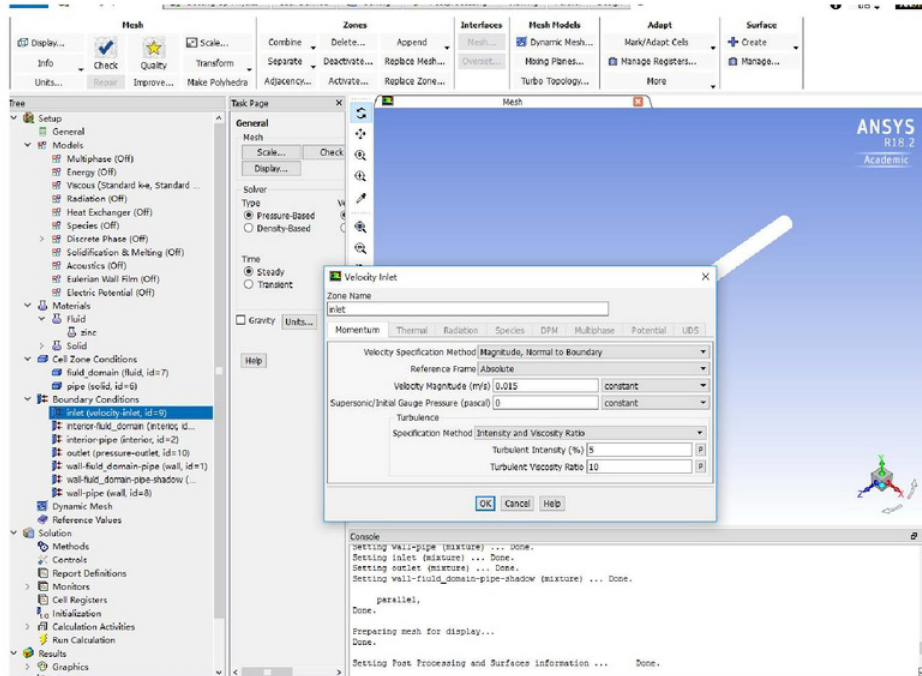 Mesh Zones Interfaces Mesh Models Adapt Surface
Display... Scale... Combine Delete... Append Mesh... Dynamic Mesh... Mark/Adapt Cells Create
Info Check Quality Transform Separate Deactivate... Replace Mesh... Overset... Mixing Planes... Manage Registers... Manage...
Units... Repair Improve... Make Polyhedra Adjacency... Activate... Replace Zone... Turbo Topology... More
Tree
Setup
General
Models
Multiphase (Off)
Energy (Off)
Viscous (Standard k-e, Standard ...
Radiation (Off)
Heat Exchanger (Off)
Species (Off)
Discrete Phase (Off)
Solidification & Melting (Off)
Acoustics (Off)
Eulerian Wall Film (Off)
Electric Potential (Off)
Materials
Fluid
zinc
Solid
Cell Zone Conditions
fiuld_domain (fluid, id=7)
pipe (solid, id=6)
Boundary Conditions
inlet (velocity-inlet, id=9)
interior-fiuld_domain (interior, id...
interior-pipe (interior, id=2)
outlet (pressure-outlet, id=10)
wall-fiuld_domain-pipe (wall, id=1)
wall-fiuld_domain-pipe-shadow (...
wall-pipe (wall, id=8)
Dynamic Mesh
Reference Values
Solution
Methods
Controls
Report Definitions
Monitors
Cell Registers
Initialization
Calculation Activities
Run Calculation
Results
Graphics
Task Page
General
Mesh
Scale... Check
Display...
Solver
Type
Pressure-Based
Density-Based
Time
Steady
Transient
Gravity Units...
Help
Mesh
ANSYS
R18.2
Academic
Velocity Inlet
Zone Name
inlet
Momentum Thermal Radiation Species DPM Multiphase Potential UDS
Velocity Specification Method Magnitude, Normal to Boundary
Reference Frame Absolute
Velocity Magnitude (m/s) 0.015 constant
Supersonic/Initial Gauge Pressure (pascal) 0 constant
Turbulence
Specification Method Intensity and Viscosity Ratio
Turbulent Intensity (%) 5 P
Turbulent Viscosity Ratio 10 P
OK Cancel Help
Y
Z X
Console
Setting wall-pipe (mixture) ... Done.
Setting inlet (mixture) ... Done.
Setting outlet (mixture) ... Done.
Setting wall-fiuld_domain-pipe-shadow (mixture) ... Done.
parallel,
Done.
Preparing mesh for display...
Done.
Setting Post Processing and Surfaces information ... Done.